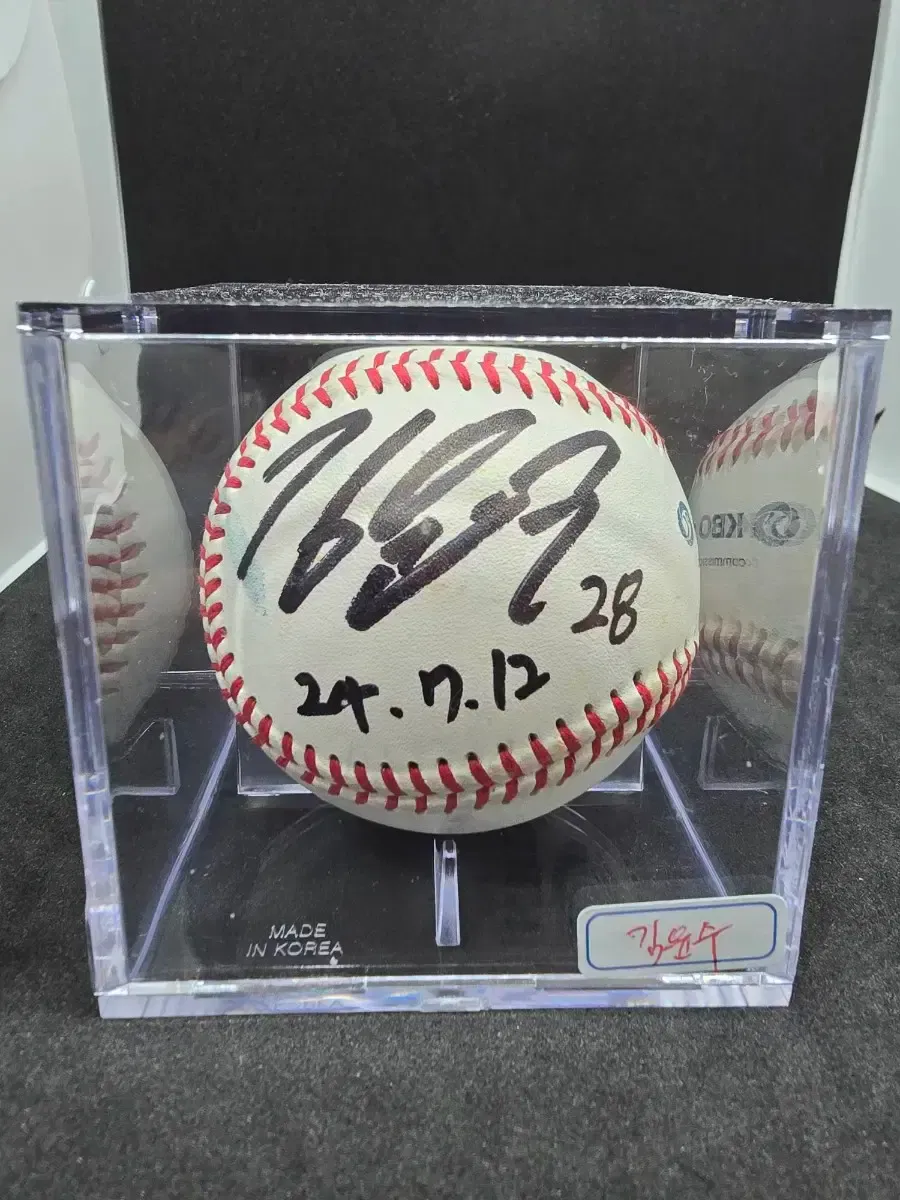 28
24.7.12
KBO
MADE
IN KOREA
김윤수